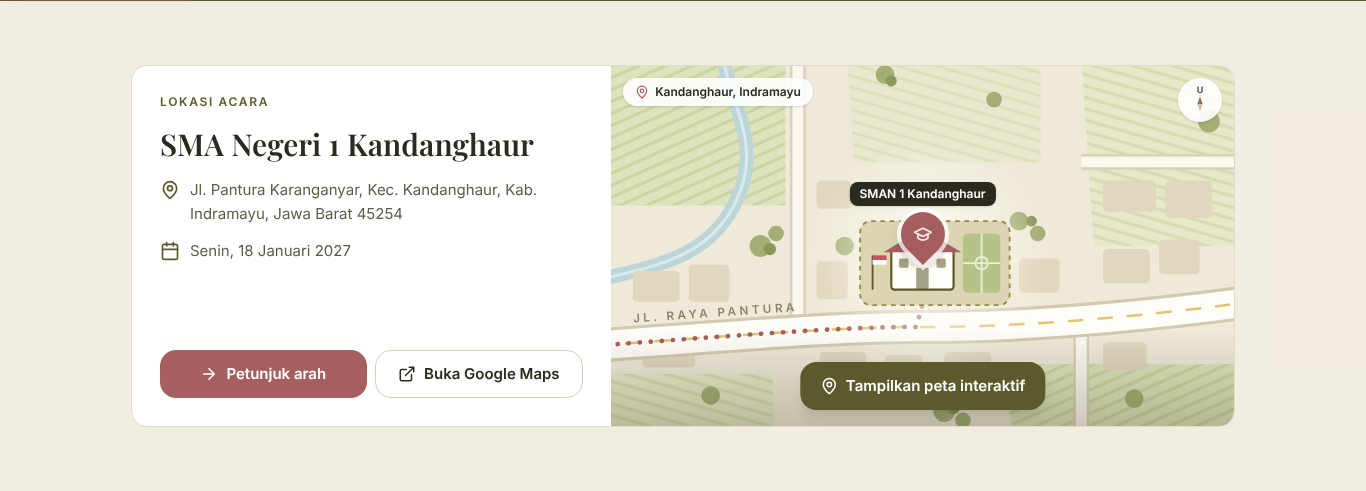 LOKASI ACARA
SMA Negeri 1 Kandanghaur
Jl. Pantura Karanganyar, Kec. Kandanghaur, Kab.
Indramayu, Jawa Barat 45254
Senin, 18 Januari 2027
Petunjuk arah
Buka Google Maps
Kandanghaur, Indramayu
U
SMAN 1 Kandanghaur
JL. RAYA PANTURA
Tampilkan peta interaktif